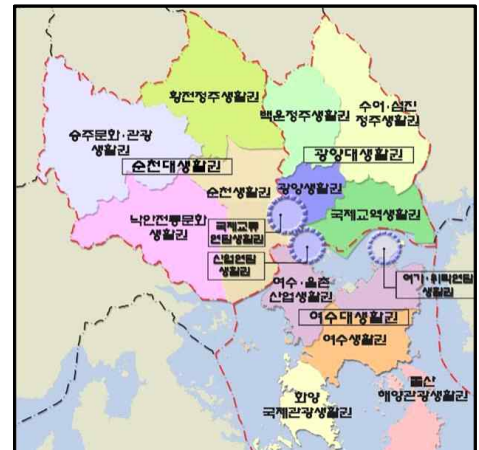 황전정주생활권
수어·섬진
정주생활권
백운정주생활권
승주문화·관광
생활권
순천대생활권
광양대생활권
순천생활권
광양생활권
낙안전통문화
생활권
국제교역생활권
국제교류
연담생활권
산업연담
생활권
여수·율촌
산업생활권
여가·위락연담
생활권
여수대생활권
여수생활권
화양
국제관광생활권
돌산
해양관광생활권